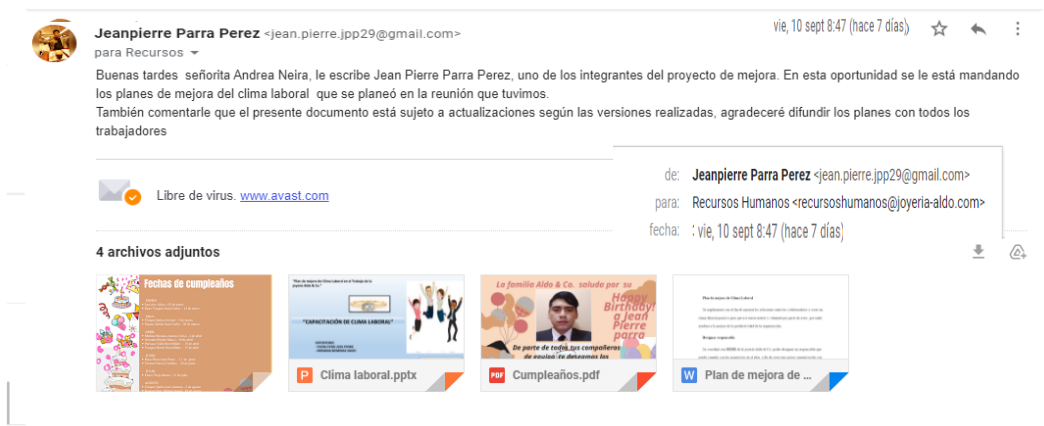 Jeanpierre Parra Perez <jean.pierre.jpp29@gmail.com>
vie, 10 sept 8:47 (hace 7 días)
para Recursos
Buenas tardes señorita Andrea Neira, le escribe Jean Pierre Parra Perez, uno de los integrantes del proyecto de mejora. En esta oportunidad se le está mandando
los planes de mejora del clima laboral que se planeó en la reunión que tuvimos.
También comentarle que el presente documento está sujeto a actualizaciones según las versiones realizadas, agradeceré difundir los planes con todos los
trabajadores
Libre de virus. www.avast.com
de: Jeanpierre Parra Perez <jean.pierre.jpp29@gmail.com>
para: Recursos Humanos <recursoshumanos@joyeria-aldo.com>
fecha: : vie, 10 sept 8:47 (hace 7 días)
4 archivos adjuntos
Fechas de cumpleaños
"CAPACITACIÓN DE CLIMA LABORAL"
P Clima laboral.pptx
La familia Aldo & Co. saluda por su
Happy
Birthday!
a jean
Pierre
parra
De parte de todos tus compañeros
de equipo te deseamos los
PDF Cumpleaños.pdf
Plan de mejora de Clima Laboral
W Plan de mejora de ...